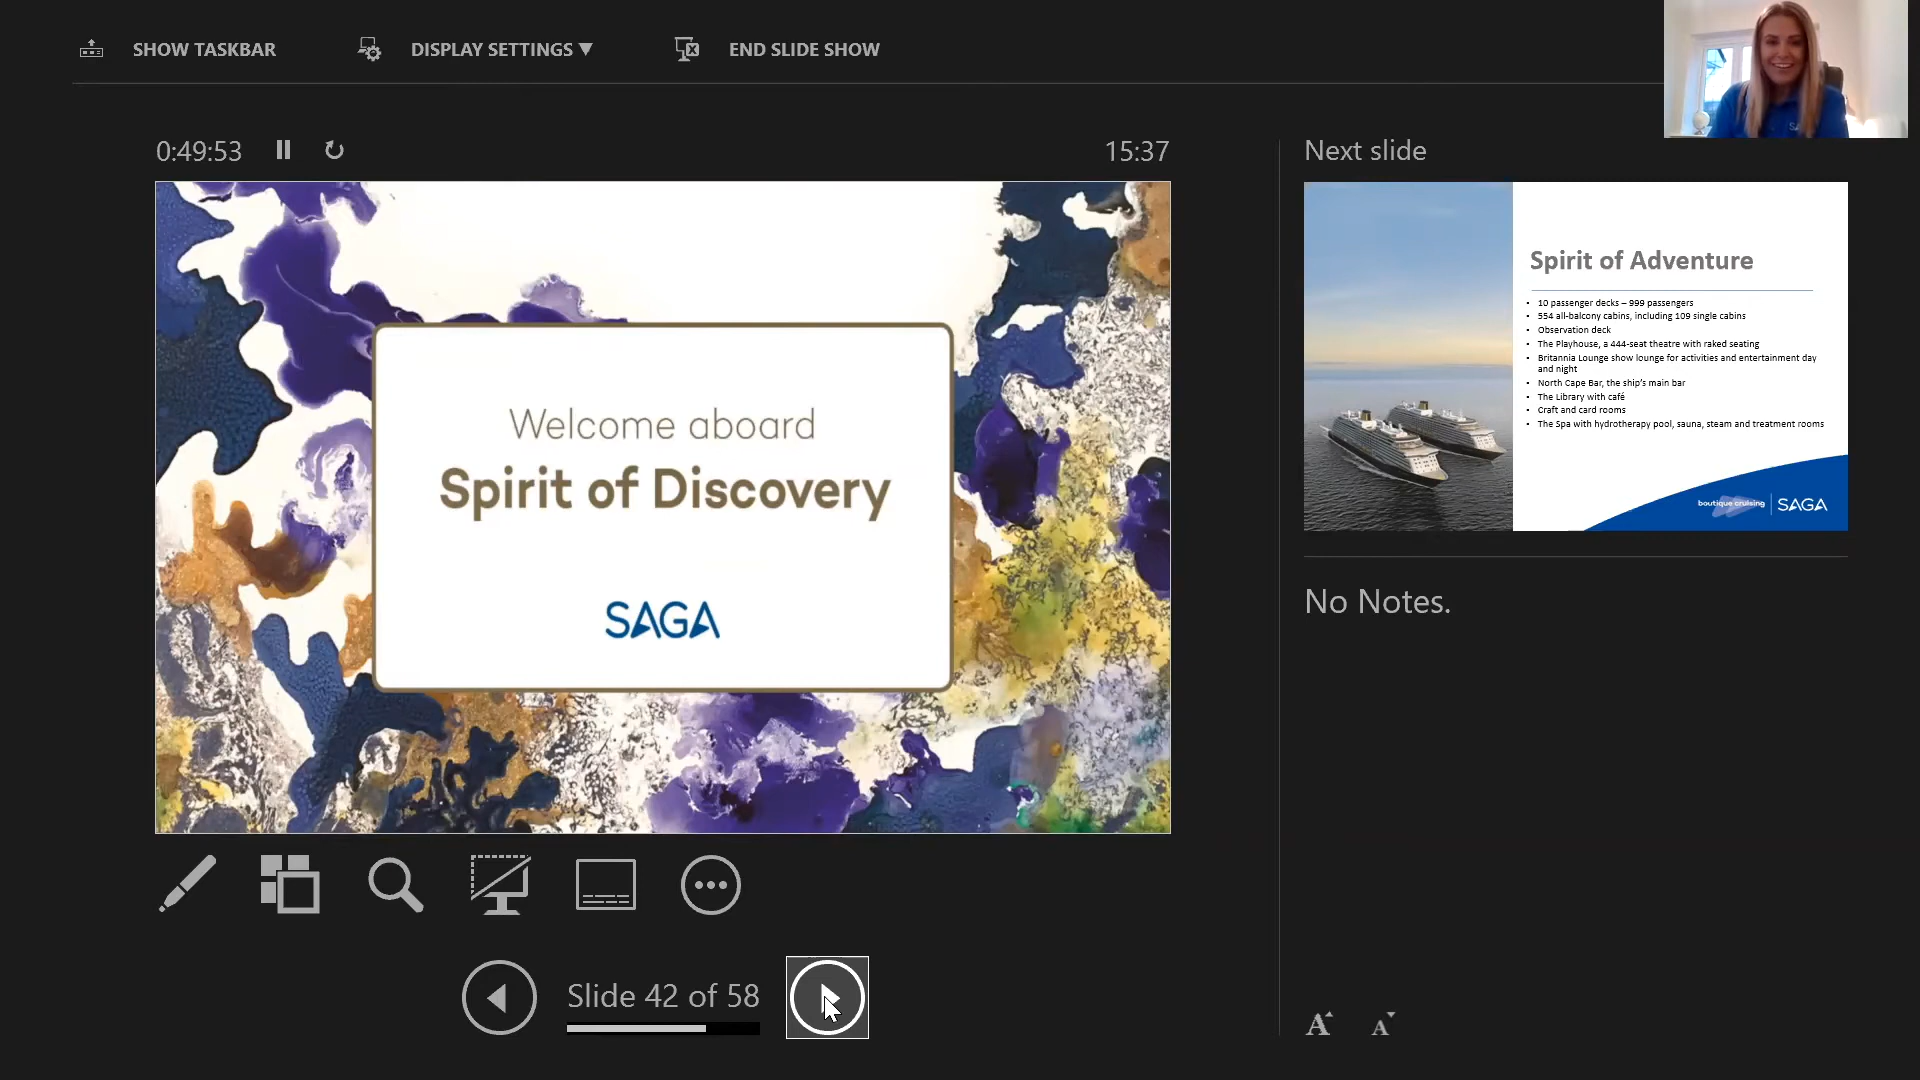 SHOW TASKBAR
DISPLAY SETTINGS ▼
END SLIDE SHOW
0:49:53
15:37
Welcome aboard
Spirit of Discovery
SAGA
Slide 42 of 58
Next slide
Spirit of Adventure
• 10 passenger decks – 999 passengers
• 554 all-balcony cabins, including 109 single cabins
• Observation deck
• The Playhouse, a 444-seat theatre with raked seating
• Britannia Lounge show lounge for activities and entertainment day
and night
• North Cape Bar, the ship's main bar
• The Library with café
• Craft and card rooms
• The Spa with hydrotherapy pool, sauna, steam and treatment rooms
boutique cruising
SAGA
No Notes.
A A